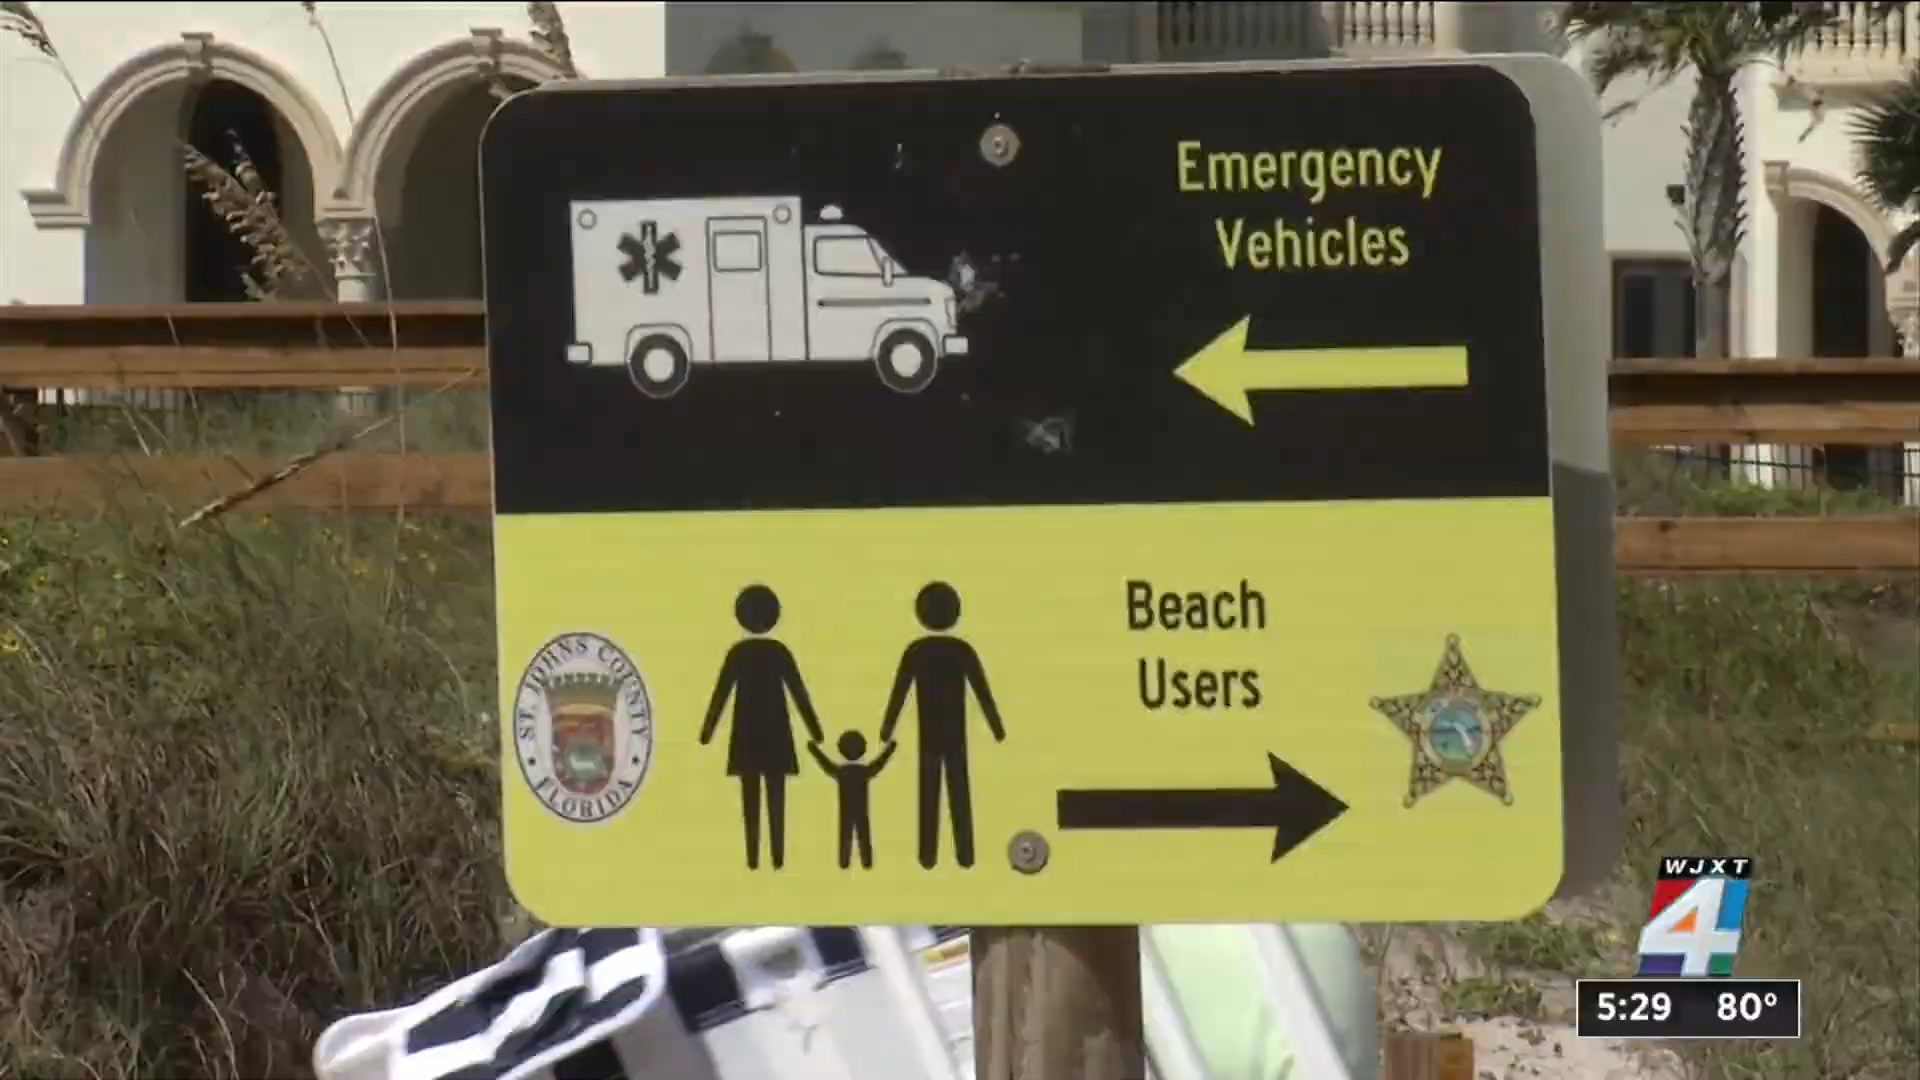 Emergency
Vehicles
Beach
Users
ST. JOHNS COUNTY
FLORIDA
WJXT
4
5:29 80°